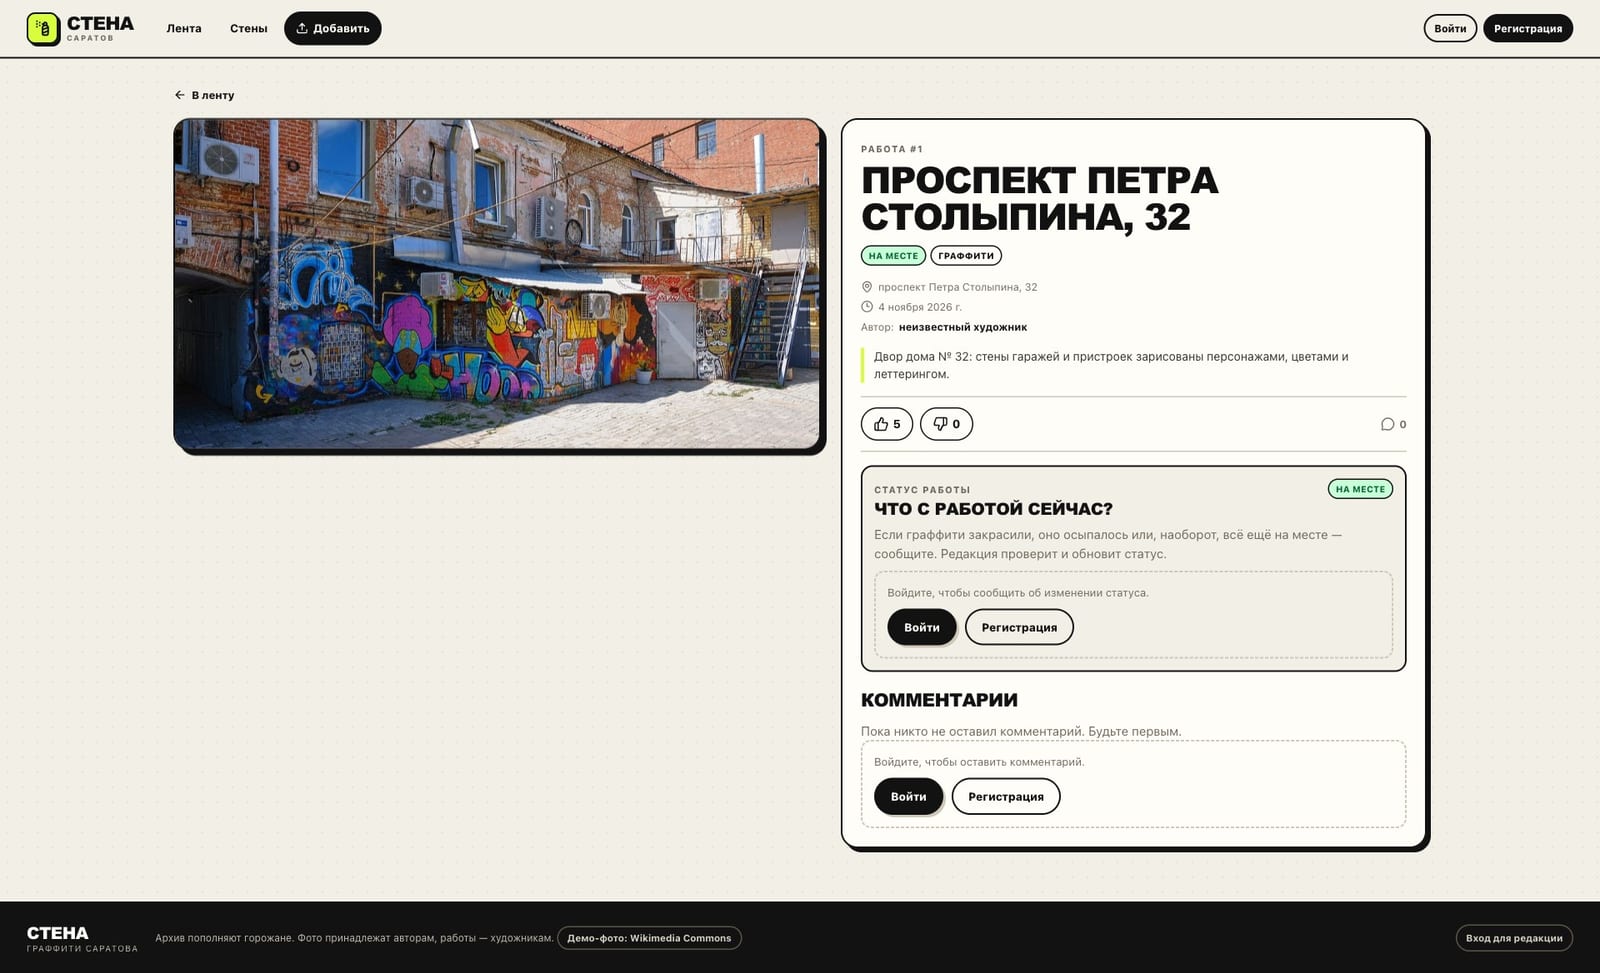 СТЕНА
САРАТОВ
Лента
Стены
Добавить
Войти
Регистрация
В ленту
РАБОТА #1
ПРОСПЕКТ ПЕТРА
СТОЛЫПИНА, 32
НА МЕСТЕ
ГРАФФИТИ
проспект Петра Столыпина, 32
4 ноября 2026 г.
Автор: неизвестный художник
Двор дома № 32: стены гаражей и пристроек зарисованы персонажами, цветами и
леттерингом.
5
0
0
СТАТУС РАБОТЫ
НА МЕСТЕ
ЧТО С РАБОТОЙ СЕЙЧАС?
Если граффити закрасили, оно осыпалось или, наоборот, всё ещё на месте —
сообщите. Редакция проверит и обновит статус.
Войдите, чтобы сообщить об изменении статуса.
Войти
Регистрация
КОММЕНТАРИИ
Пока никто не оставил комментарий. Будьте первым.
Войдите, чтобы оставить комментарий.
Войти
Регистрация
СТЕНА
ГРАФФИТИ САРАТОВА
Архив пополняют горожане. Фото принадлежат авторам, работы — художникам.
Демо-фото: Wikimedia Commons
Вход для редакции